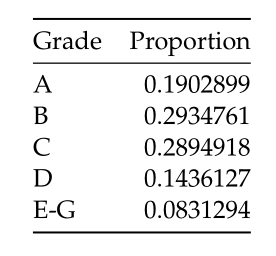 Grade Proportion
A 0.1902899
B 0.2934761
C 0.2894918
D 0.1436127
E-G 0.0831294